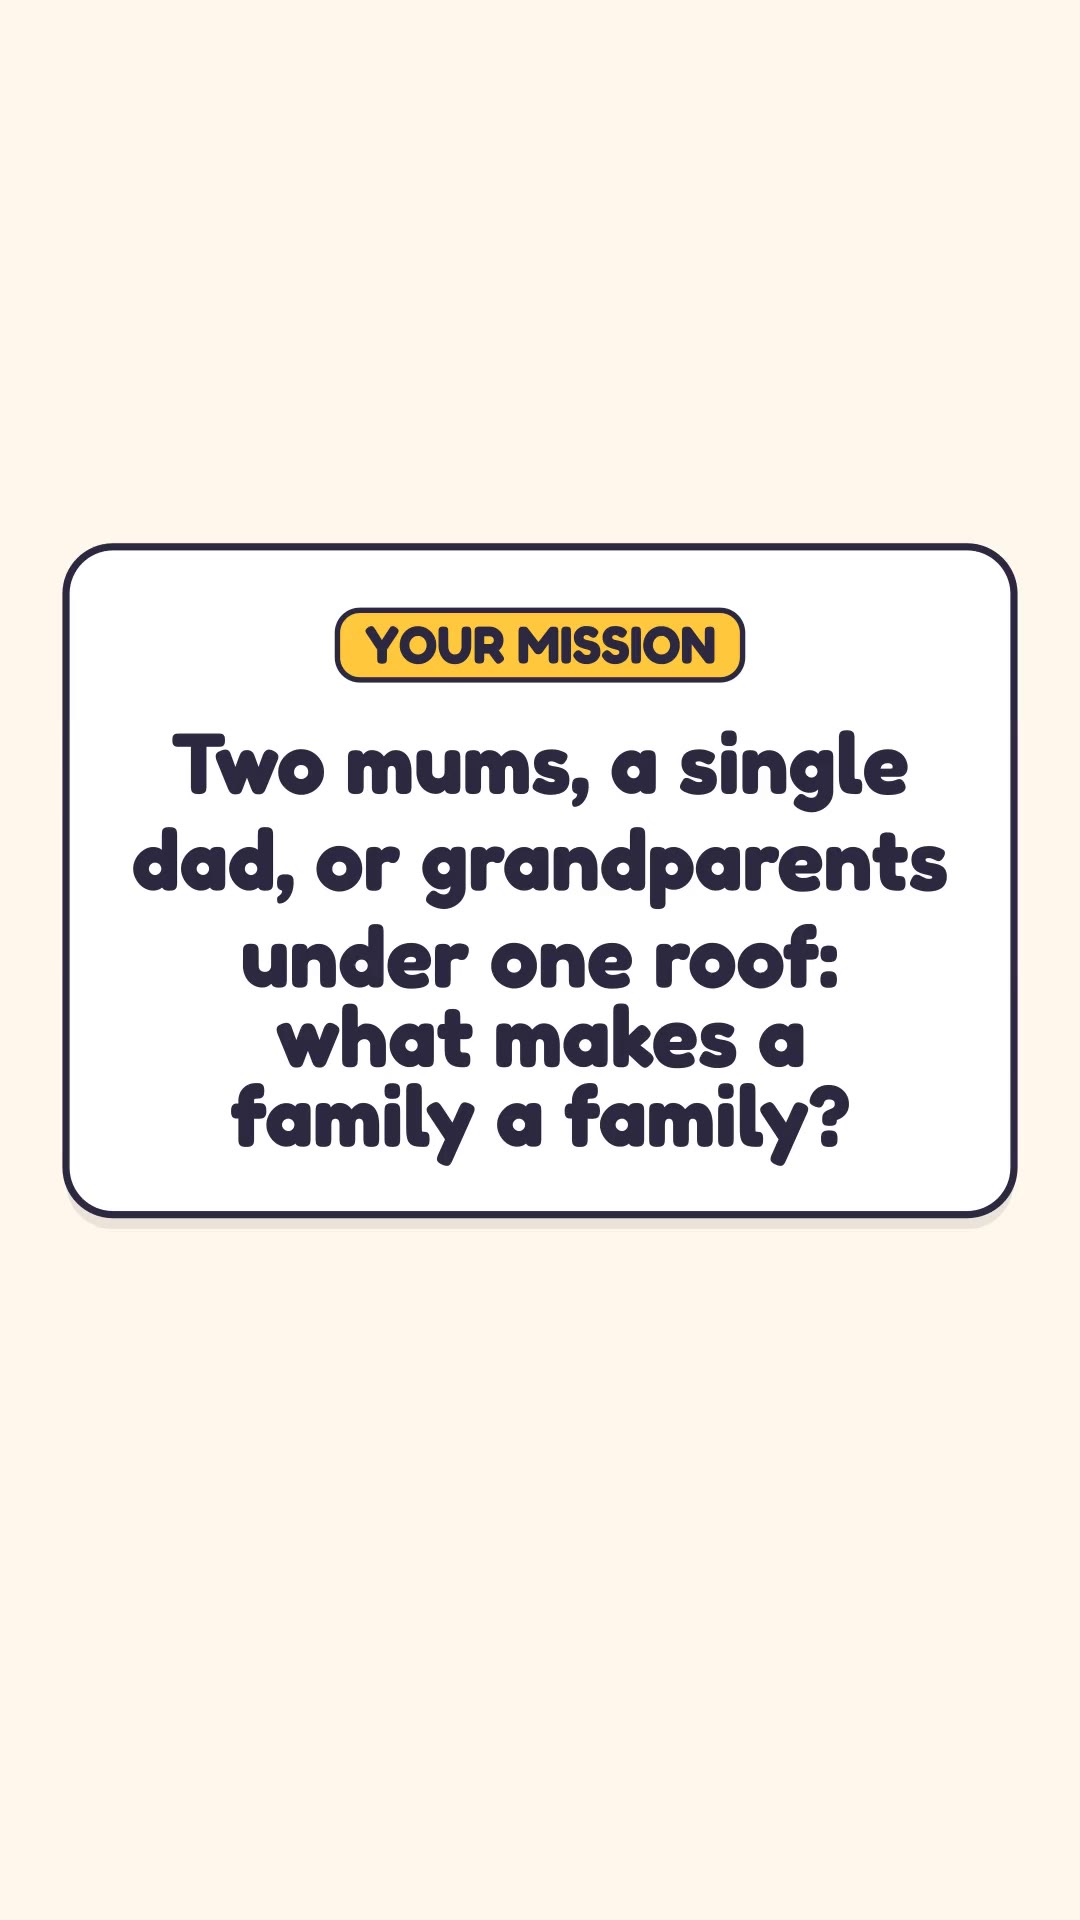 YOUR MISSION
Two mums, a single
dad, or grandparents
under one roof:
what makes a
family a family?